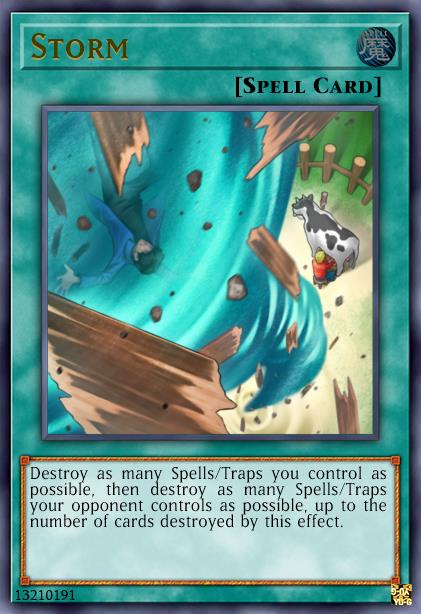 Storm
[Spell Card]
Destroy as many Spells/Traps you control as
possible, then destroy as many Spells/Traps
your opponent controls as possible, up to the
number of cards destroyed by this effect.
13210191